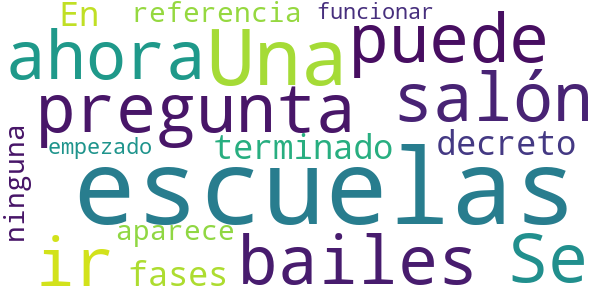 En referencia funcionar
ahora Una puede
pregunta salón
empezado terminado decreto
ninguna escuelas
aparece
ir fases bailes Se